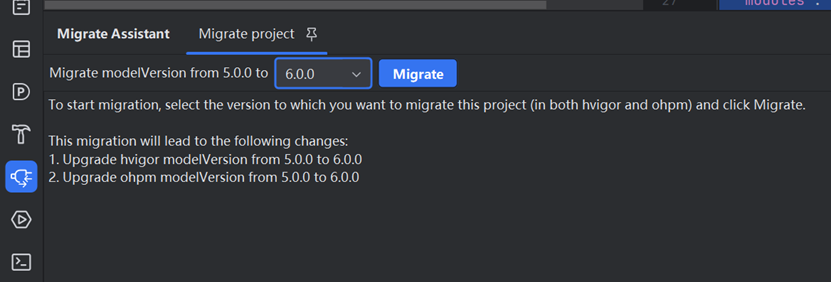 27
modules":
Migrate Assistant
Migrate project
Migrate modelVersion from 5.0.0 to 6.0.0 Migrate
To start migration, select the version to which you want to migrate this project (in both hvigor and ohpm) and click Migrate.
This migration will lead to the following changes:
1. Upgrade hvigor modelVersion from 5.0.0 to 6.0.0
2. Upgrade ohpm modelVersion from 5.0.0 to 6.0.0